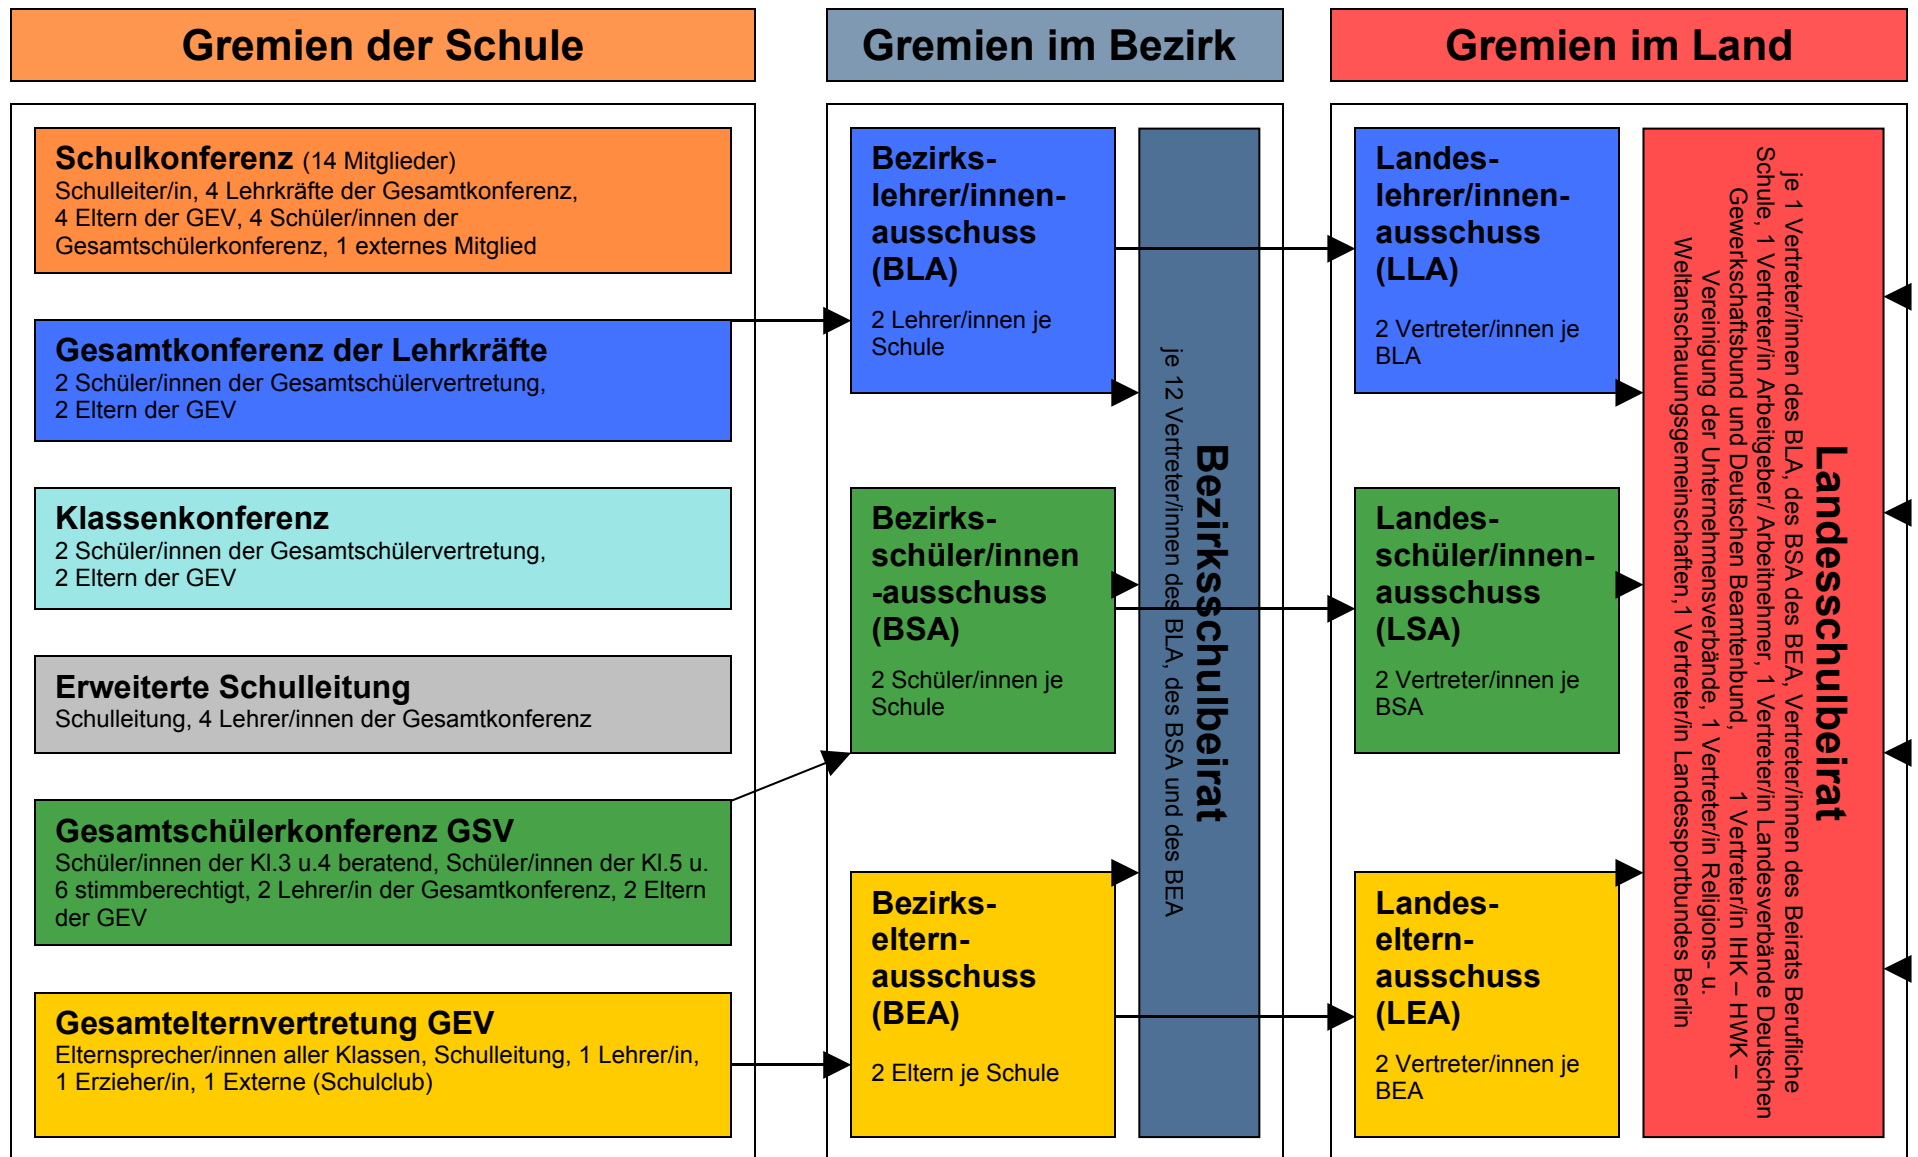 Gremien der Schule
Schulkonferenz (14 Mitglieder)
Schulleiter/in, 4 Lehrkräfte der Gesamtkonferenz,
4 Eltern der GEV, 4 Schüler/innen der
Gesamtschülerkonferenz, 1 externes Mitglied
Gesamtkonferenz der Lehrkräfte
2 Schüler/innen der Gesamtschülervertretung,
2 Eltern der GEV
Klassenkonferenz
2 Schüler/innen der Gesamtschülervertretung,
2 Eltern der GEV
Erweiterte Schulleitung
Schulleitung, 4 Lehrer/innen der Gesamtkonferenz
Gesamtschülerkonferenz GSV
Schüler/innen der Kl.3 u.4 beratend, Schüler/innen der Kl.5 u.
6 stimmberechtigt, 2 Lehrer/in der Gesamtkonferenz, 2 Eltern
der GEV
Gesamtelternvertretung GEV
Elternsprecher/innen aller Klassen, Schulleitung, 1 Lehrer/in,
1 Erzieher/in, 1 Externe (Schulclub)
Gremien im Bezirk
Bezirks-
lehrer/innen-
ausschuss
(BLA)
2 Lehrer/innen je
Schule
Bezirks-
schüler/innen
-ausschuss
(BSA)
2 Schüler/innen je
Schule
Bezirks-
eltern-
ausschuss
(BEA)
2 Eltern je Schule
Bezirksschulbeirat
je 12 Vertreter/innen des BLA, des BSA und des BEA
Gremien im Land
Landes-
lehrer/innen-
ausschuss
(LLA)
2 Vertreter/innen je
BLA
Landes-
schüler/innen-
ausschuss
(LSA)
2 Vertreter/innen je
BSA
Landes-
eltern-
ausschuss
(LEA)
2 Vertreter/innen je
BEA
Landesschulbeirat
je 1 Vertreter/innen des BLA, des BSA des BEA, Vertreter/innen des Beirats Berufliche
Schule, 1 Vertreter/in Arbeitgeber/ Arbeitnehmer, 1 Vertreter/in Landesverbände Deutschen
Gewerkschaftsbund und Deutschen Beamtenbund, 1 Vertreter/in IHK – HWK –
Vereinigung der Unternehmensverbände, 1 Vertreter/in Religions- u.
Weltanschauungsgemeinschaften,1 Vertreter/in Landessportbundes Berlin